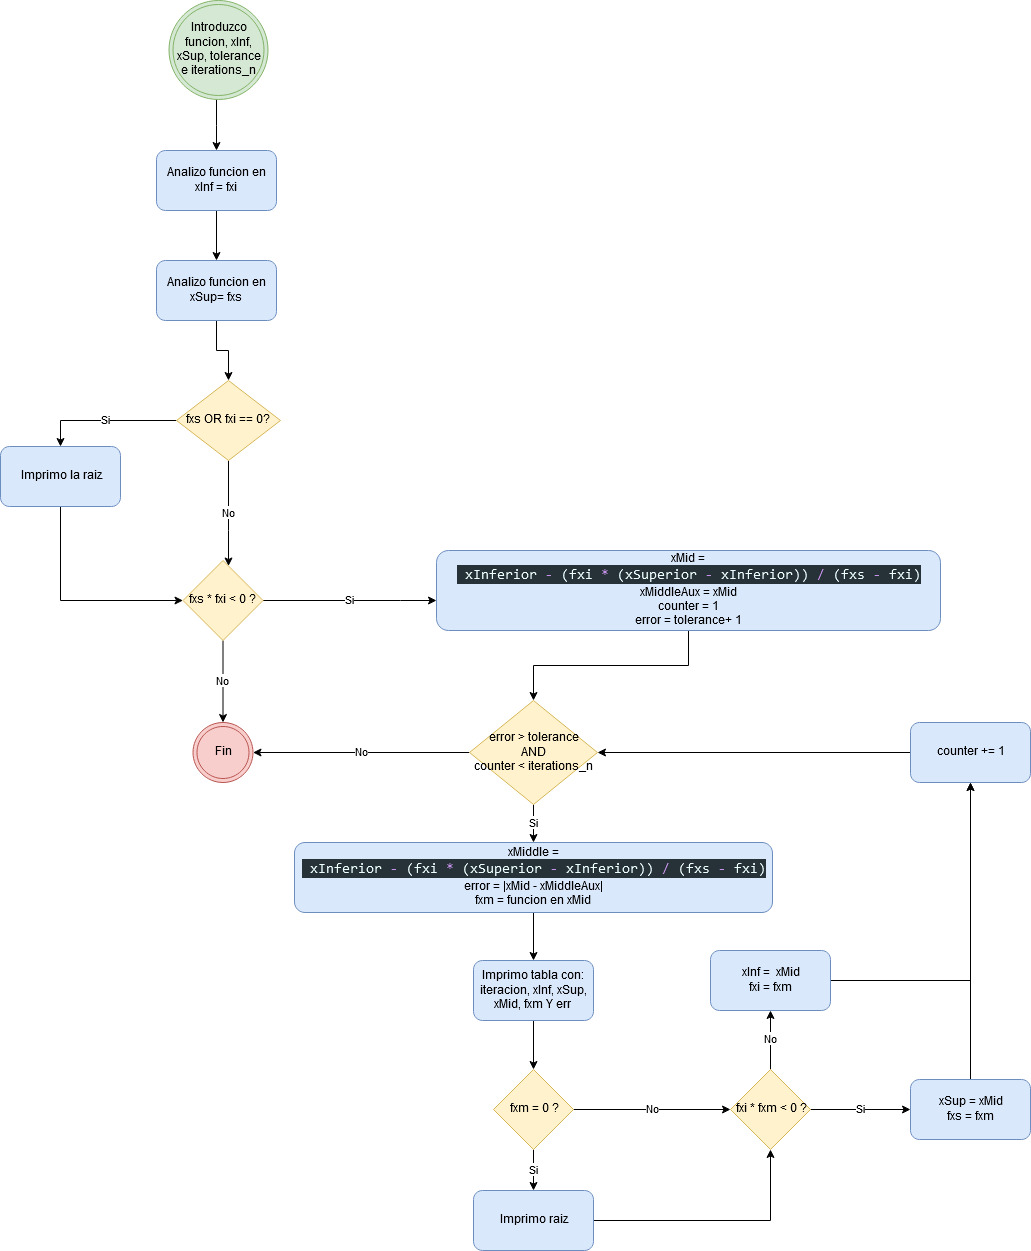 Introduzco
funcion, xInf,
xSup, tolerance
e iterations_n
Analizo funcion en
xInf = fxi
Analizo funcion en
xSup= fxs
fxs OR fxi == 0?
Si
Imprimo la raiz
No
fxs * fxi < 0 ?
Si
xMid =
xInferior - (fxi * (xSuperior - xInferior)) / (fxs - fxi)
xMiddleAux = xMid
counter = 1
error = tolerance+ 1
No
Fin
No
error > tolerance
AND
counter < iterations_n
counter += 1
Si
xMiddle =
xInferior - (fxi * (xSuperior - xInferior)) / (fxs - fxi)
error = |xMid - xMiddleAux|
fxm = funcion en xMid
Imprimo tabla con:
iteracion, xInf, xSup,
xMid, fxm Y err
xInf =  xMid
fxi = fxm
No
fxm = 0 ?
No
fxi * fxm < 0 ?
Si
xSup = xMid
fxs = fxm
Si
Imprimo raiz